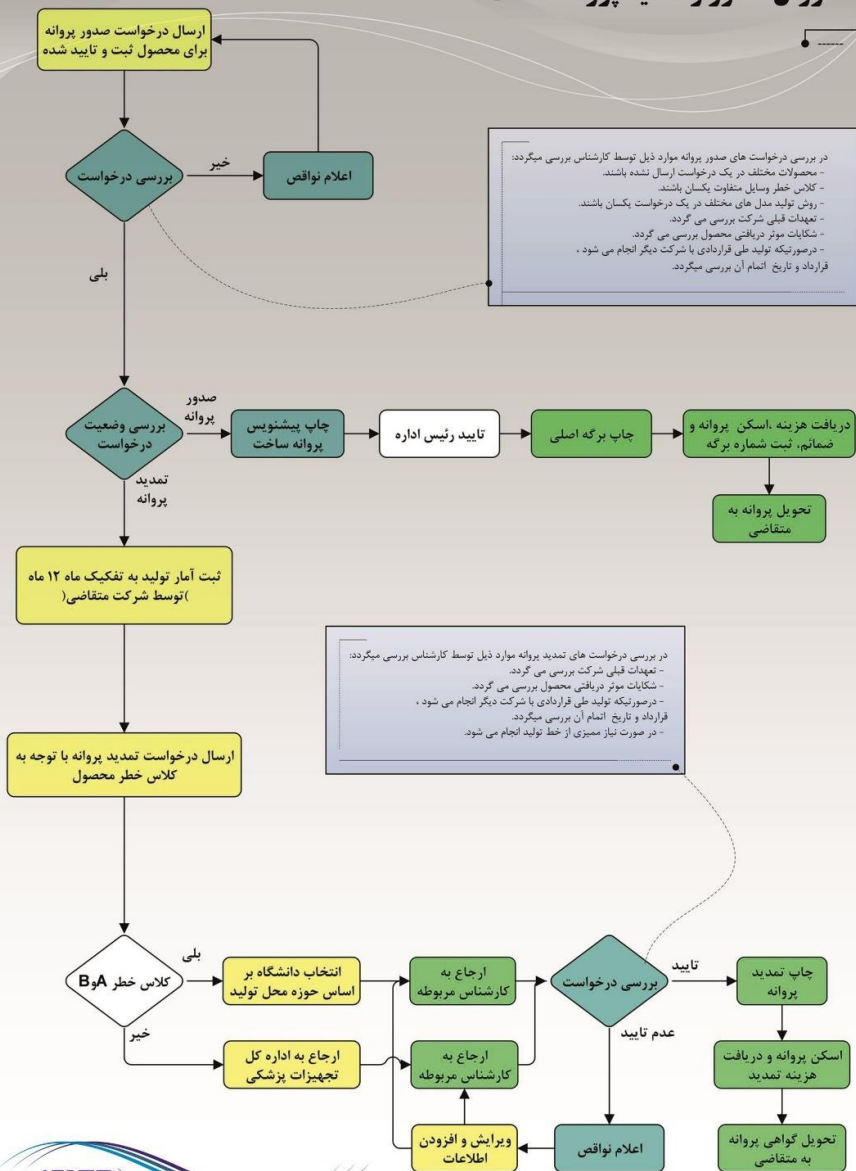 ارسال درخواست صدور پروانه
برای محصول ثبت و تایید شده
بررسی درخواست
خیر
اعلام نواقص
بلی
در بررسی درخواست های صدور پروانه موارد ذیل توسط کارشناس بررسی میگردد:
- محصولات مختلف در یک درخواست ارسال نشده باشند.
- کلاس خطر وسایل متفاوت یکسان باشند.
- روش تولید مدل های مختلف در یک درخواست یکسان باشند.
- تعهدات قبلی شرکت بررسی می گردد.
- شکایات موثر دریافتی محصول بررسی می گردد.
- درصورتیکه تولید طی قراردادی با شرکت دیگر انجام می شود ،
قرارداد و تاریخ اتمام آن بررسی میگردد.
بررسی وضعیت
درخواست
صدور
پروانه
چاپ پیشنویس
پروانه ساخت
تایید رئیس اداره
چاپ برگه اصلی
دریافت هزینه ،اسکن پروانه و
ضمائم، ثبت شماره برگه
تحویل پروانه به
متقاضی
تمدید
پروانه
ثبت آمار تولید به تفکیک ماه ۱۲ ماه
)توسط شرکت متقاضی(
در بررسی درخواست های تمدید پروانه موارد ذیل توسط کارشناس بررسی میگردد:
- تعهدات قبلی شرکت بررسی می گردد.
- شکایات موثر دریافتی محصول بررسی می گردد.
- درصورتیکه تولید طی قراردادی با شرکت دیگر انجام می شود ،
قرارداد و تاریخ اتمام آن بررسی میگردد.
- در صورت نیاز ممیزی از خط تولید انجام می شود.
ارسال درخواست تمدید پروانه با توجه به
کلاس خطر محصول
کلاس خطر AوB
بلی
انتخاب دانشگاه بر
اساس حوزه محل تولید
ارجاع به
کارشناس مربوطه
بررسی درخواست
تایید
چاپ تمدید
پروانه
خیر
ارجاع به اداره کل
تجهیزات پزشکی
ارجاع به
کارشناس مربوطه
عدم تایید
اسکن پروانه و دریافت
هزینه تمدید
ویرایش و افزودن
اطلاعات
اعلام نواقص
تحویل گواهی پروانه
به متقاضی